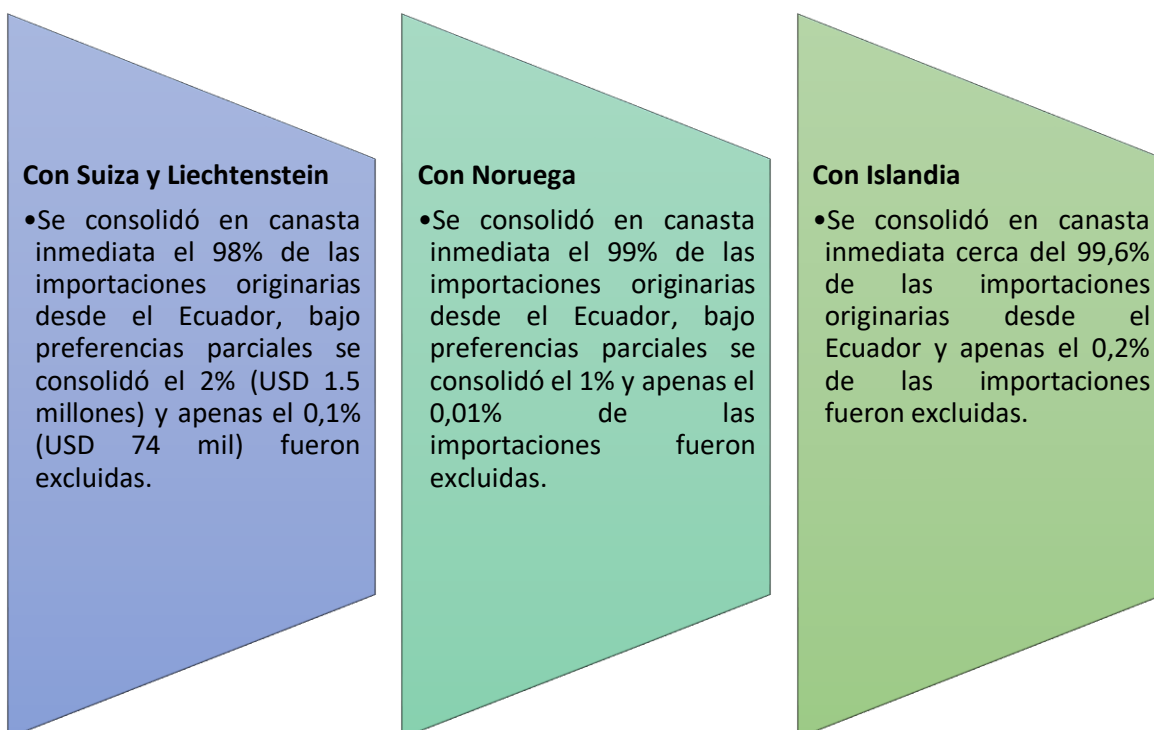 Con Suiza y Liechtenstein
•Se consolidó en canasta
inmediata el 98% de las
importaciones originarias
desde el Ecuador, bajo
preferencias parciales se
consolidó el 2% (USD 1.5
millones) y apenas el 0,1%
(USD 74 mil) fueron
excluidas.
Con Noruega
•Se consolidó en canasta
inmediata el 99% de las
importaciones originarias
desde el Ecuador, bajo
preferencias parciales se
consolidó el 1% y apenas el
0,01% de las
importaciones fueron
excluidas.
Con Islandia
•Se consolidó en canasta
inmediata cerca del 99,6%
de las importaciones
originarias desde el
Ecuador y apenas el 0,2%
de las importaciones
fueron excluidas.